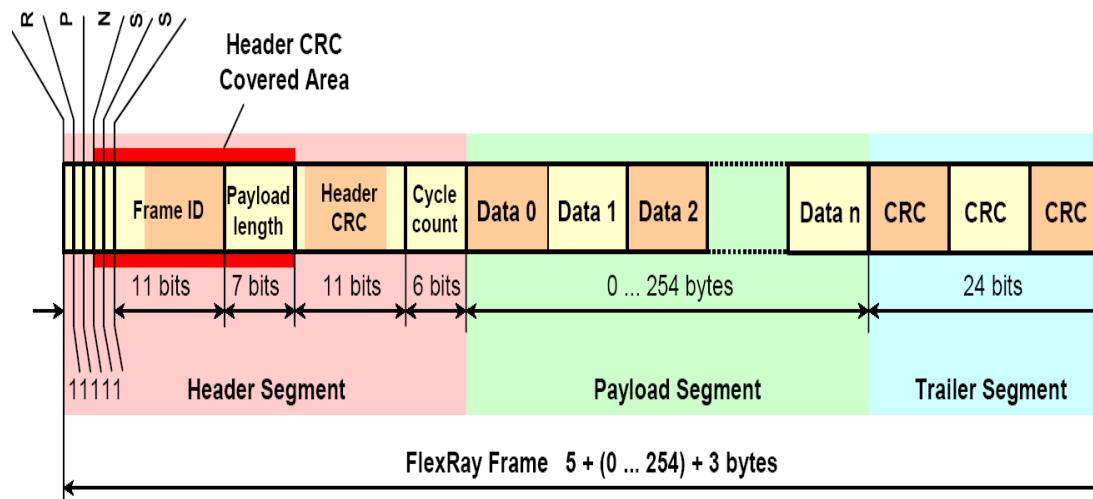 R P N S S
Header CRC
Covered Area
Frame ID
Payload
length
Header
CRC
Cycle
count
Data 0
Data 1
Data 2
Data n
CRC
CRC
CRC
11 bits
7 bits
11 bits
6 bits
0 ... 254 bytes
24 bits
11111
Header Segment
Payload Segment
Trailer Segment
FlexRay Frame 5 + (0 ... 254) + 3 bytes